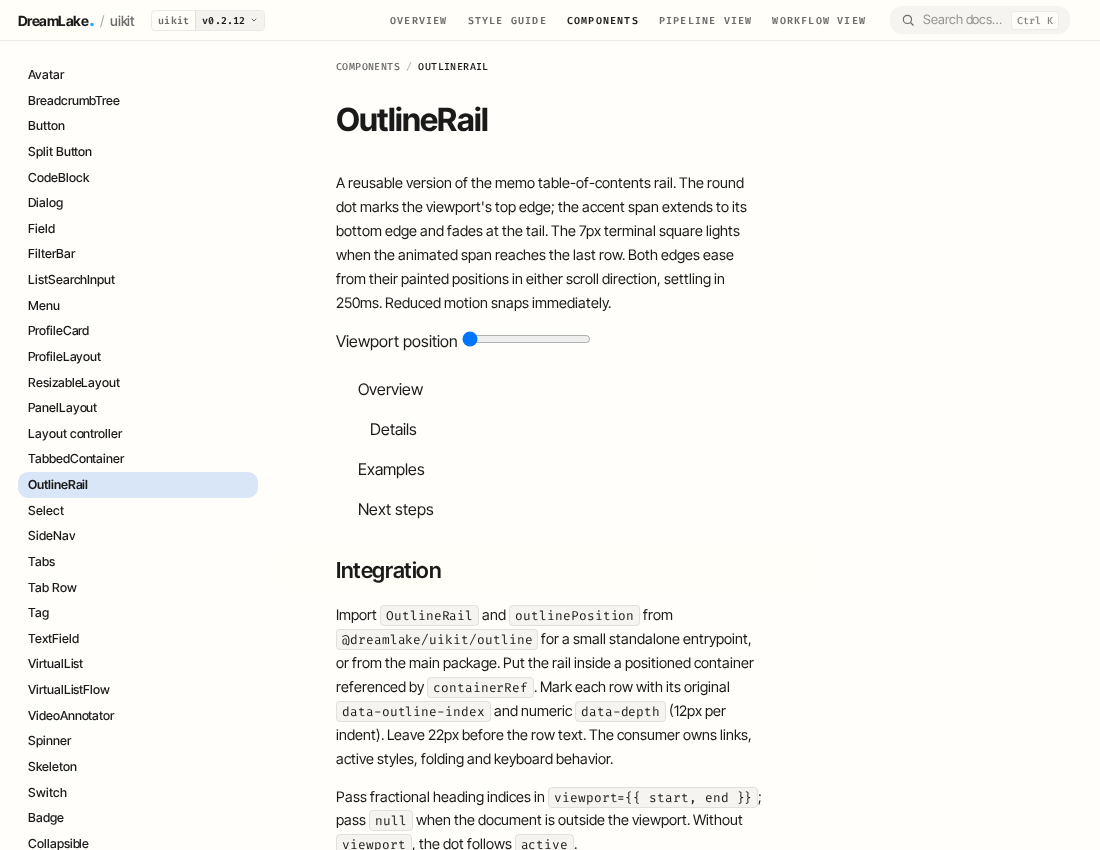 DreamLake. / uikit
uikit v0.2.12
OVERVIEW STYLE GUIDE COMPONENTS PIPELINE VIEW WORKFLOW VIEW
Search docs... Ctrl K
Avatar
BreadcrumbTree
Button
Split Button
CodeBlock
Dialog
Field
FilterBar
ListSearchInput
Menu
ProfileCard
ProfileLayout
ResizableLayout
PanelLayout
Layout controller
TabbedContainer
OutlineRail
Select
SideNav
Tabs
Tab Row
Tag
TextField
VirtualList
VirtualListFlow
VideoAnnotator
Spinner
Skeleton
Switch
Badge
Collapsible
COMPONENTS / OUTLINERAIL
OutlineRail
A reusable version of the memo table-of-contents rail. The round
dot marks the viewport's top edge; the accent span extends to its
bottom edge and fades at the tail. The 7px terminal square lights
when the animated span reaches the last row. Both edges ease
from their painted positions in either scroll direction, settling in
250ms. Reduced motion snaps immediately.
Viewport position
Overview
Details
Examples
Next steps
Integration
Import OutlineRail and outlinePosition from
@dreamlake/uikit/outline for a small standalone entrypoint,
or from the main package. Put the rail inside a positioned container
referenced by containerRef. Mark each row with its original
data-outline-index and numeric data-depth (12px per
indent). Leave 22px before the row text. The consumer owns links,
active styles, folding and keyboard behavior.
Pass fractional heading indices in viewport={{ start, end }};
pass null when the document is outside the viewport. Without
viewport, the dot follows active.